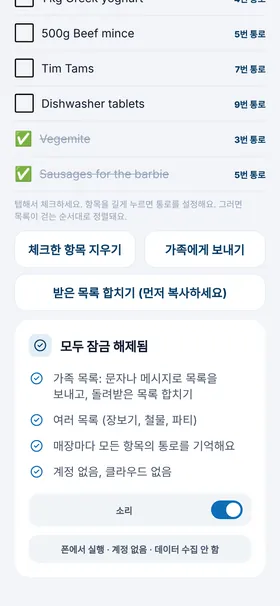 1kg Greek yoghurt 4번 통로
500g Beef mince 5번 통로
Tim Tams 7번 통로
Dishwasher tablets 9번 통로
Vegemite 3번 통로
Sausages for the barbie 5번 통로
탭해서 체크하세요. 항목을 길게 누르면 통로를 설정해요. 그러면
목록이 걷는 순서대로 정렬돼요.
체크한 항목 지우기 가족에게 보내기
받은 목록 합치기 (먼저 복사하세요)
모두 잠금 해제됨
가족 목록: 문자나 메시지로 목록을
보내고, 돌려받은 목록 합치기
여러 목록 (장보기, 철물, 파티)
매장마다 모든 항목의 통로를 기억해요
계정 없음, 클라우드 없음
소리
폰에서 실행 · 계정 없음 · 데이터 수집 안 함